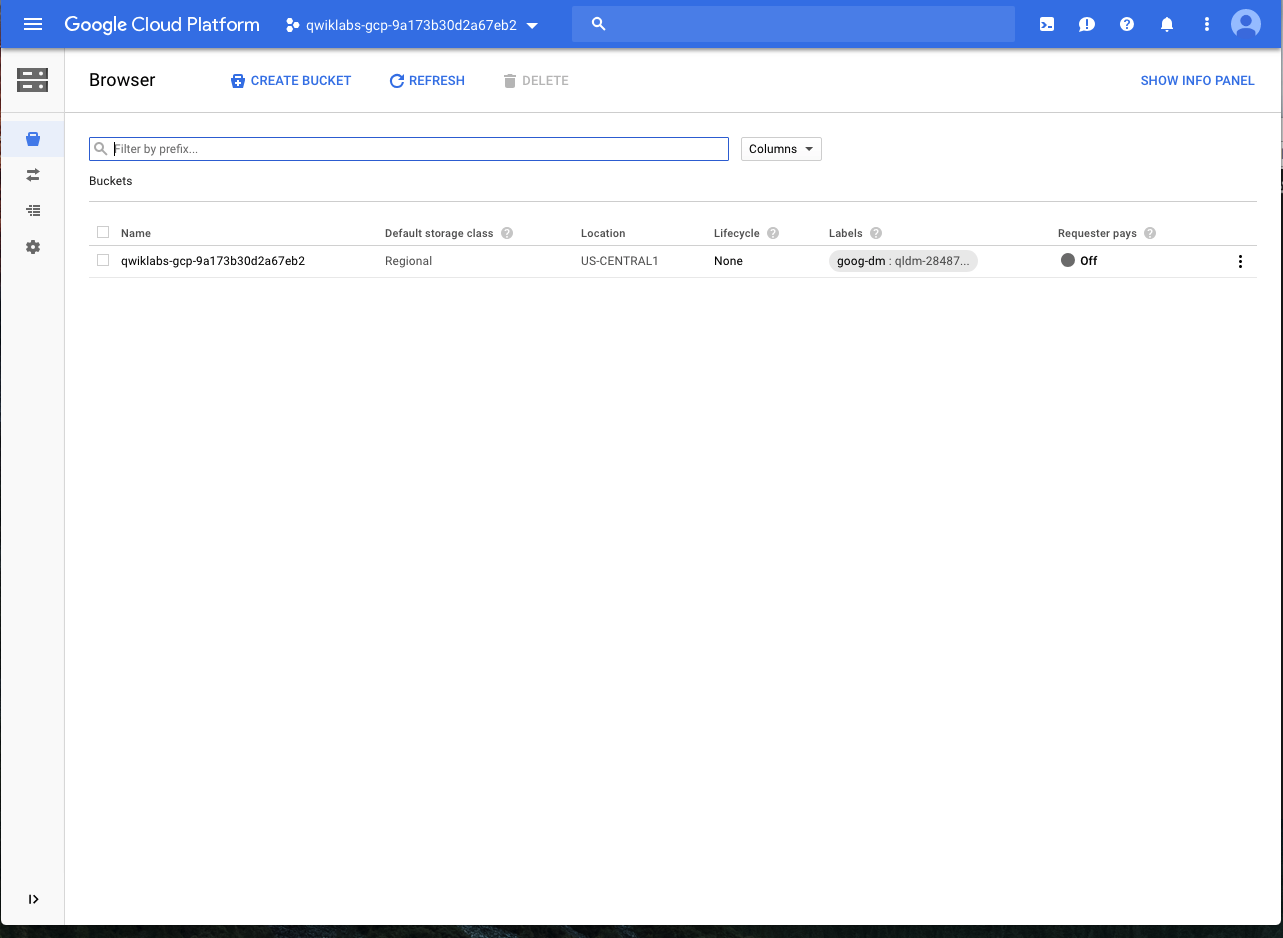 Google Cloud Platform qwiklabs-gcp-9a173b30d2a67eb2
Browser CREATE BUCKET REFRESH DELETE SHOW INFO PANEL
Filter by prefix... Columns
Buckets
Name Default storage class Location Lifecycle Labels Requester pays
qwiklabs-gcp-9a173b30d2a67eb2 Regional US-CENTRAL1 None goog-dm : qldm-28487... Off